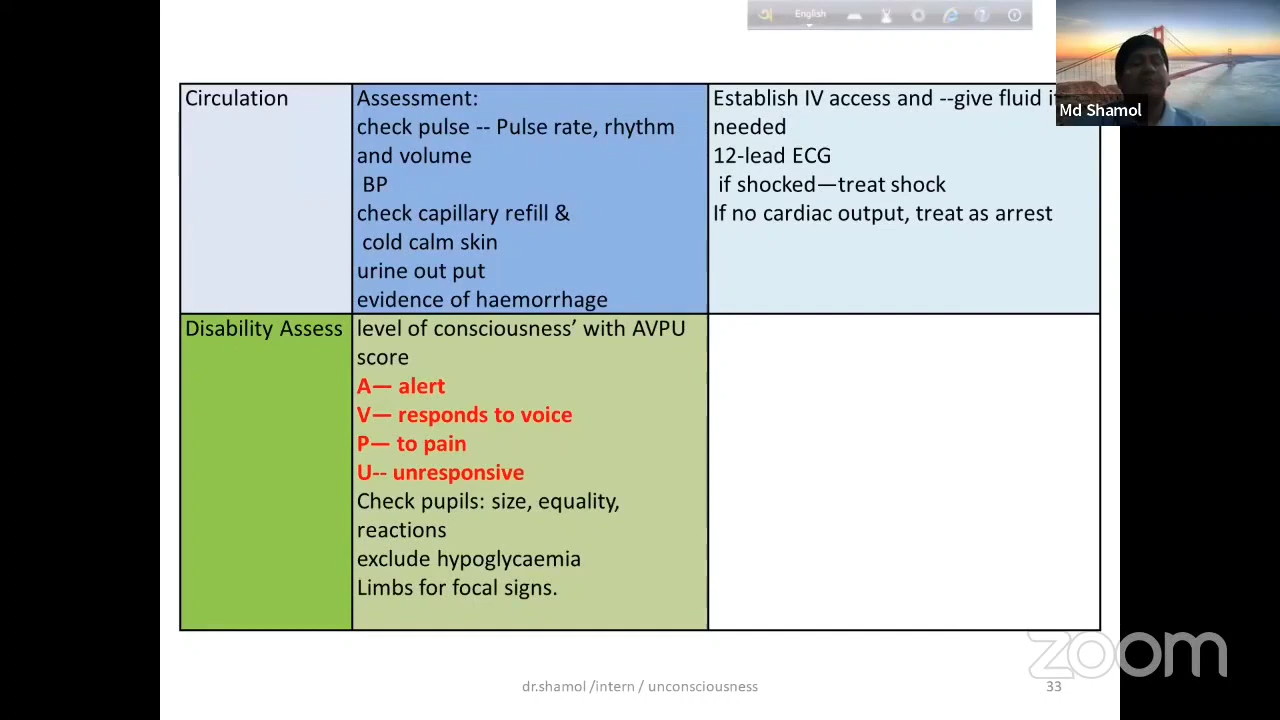 English
Md Shamol
Circulation
Assessment:
check pulse -- Pulse rate, rhythm
and volume
BP
check capillary refill &
cold calm skin
urine out put
evidence of haemorrhage
Establish IV access and --give fluid i
needed
12-lead ECG
if shocked—treat shock
If no cardiac output, treat as arrest
Disability Assess
level of consciousness’ with AVPU
score
A— alert
V— responds to voice
P— to pain
U-- unresponsive
Check pupils: size, equality,
reactions
exclude hypoglycaemia
Limbs for focal signs.
zoom
dr.shamol /intern / unconsciousness
33